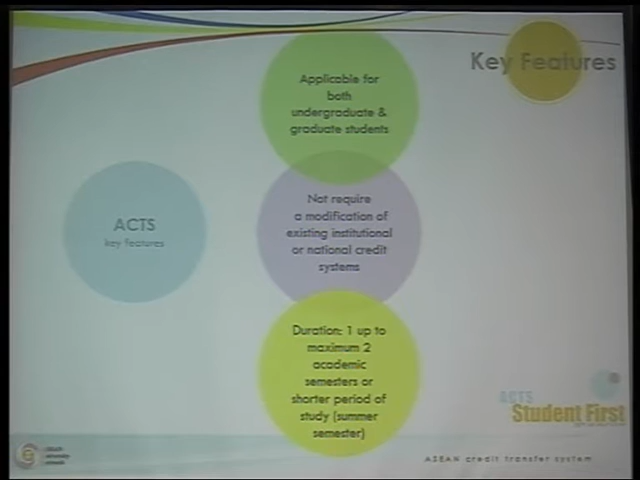 Key Features
Applicable for
both
undergraduate &
graduate students
ACTS
key features
Not require
a modification of
existing institutional
or national credit
systems
Duration: 1 up to
maximum 2
academic
semesters or
shorter period of
study (summer
semester)
ACTS
Student First
ASEAN credit transfer system